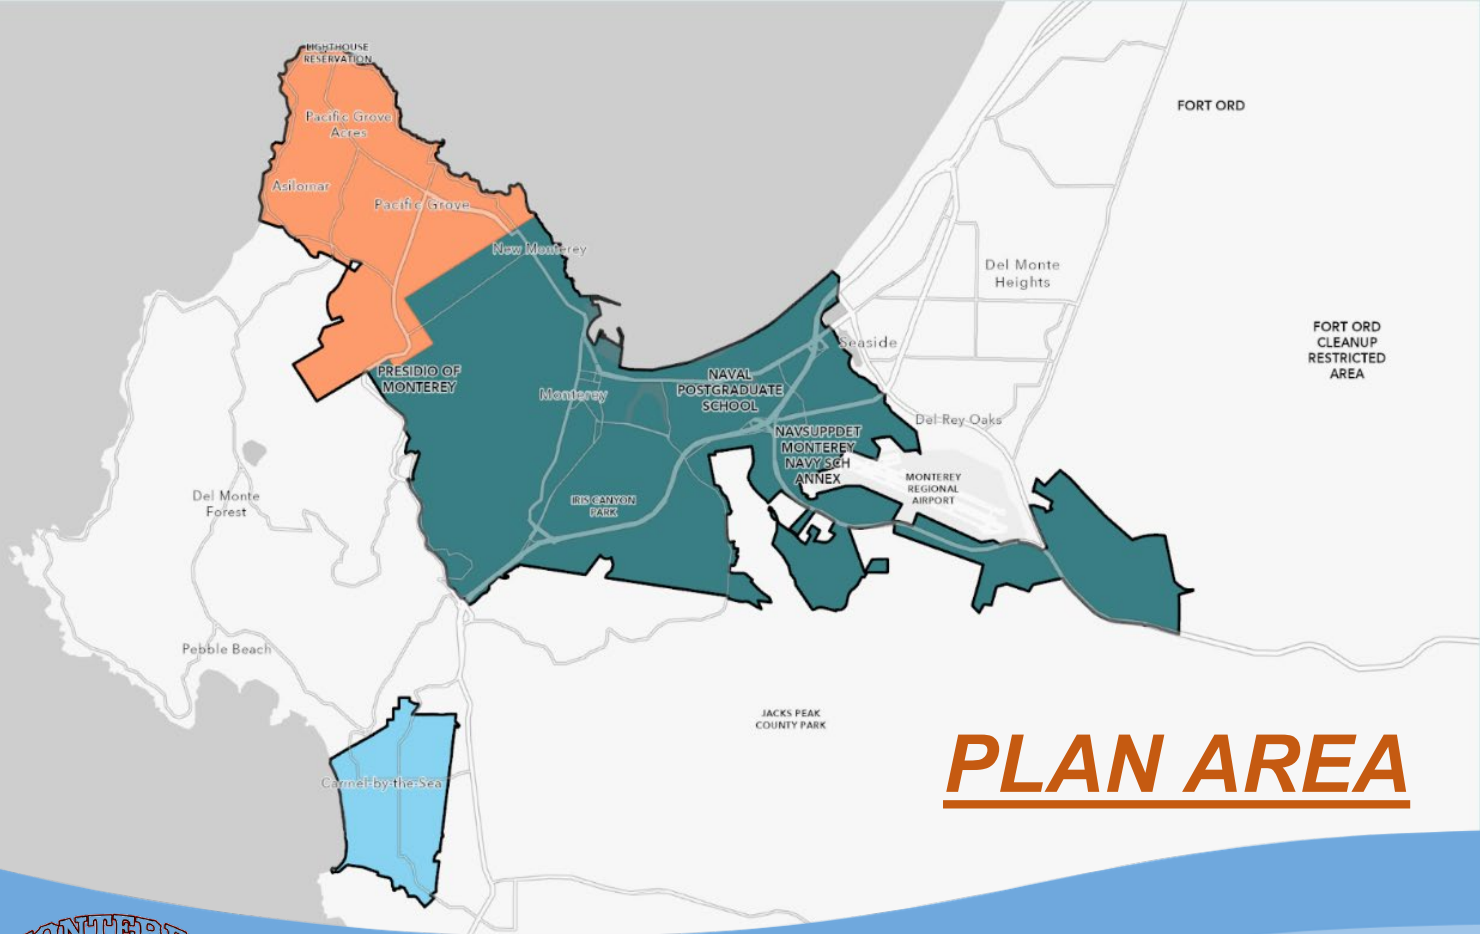 LIGHTHOUSE
RESERVATION
FORT ORD
Pacific Grove
Acres
Asilomar
Pacific Grove
New Monterey
Del Monte
Heights
FORT ORD
CLEANUP
RESTRICTED
AREA
Seaside
PRESIDIO OF
MONTEREY
NAVAL
POSTGRADUATE
SCHOOL
Monterey
Del Rey Oaks
NAVSUPPDET
MONTEREY
NAVY SCH
ANNEX
MONTEREY
REGIONAL
AIRPORT
Del Monte
Forest
IRIS CANYON
PARK
Pebble Beach
JACKS PEAK
COUNTY PARK
PLAN AREA
Carmel-by-the-Sea